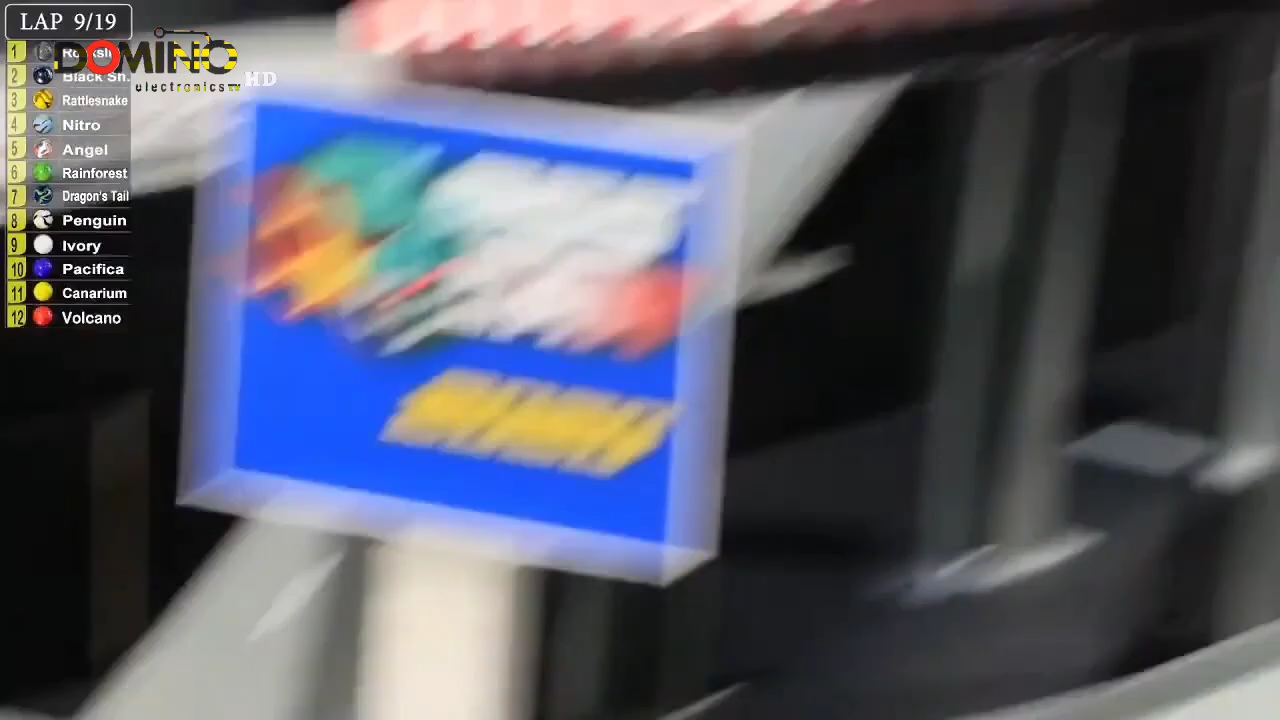 LAP 9/19
DOMINO
electronics tv HD
1
2 Black Sh.
3 Rattlesnake
4 Nitro
5 Angel
6 Rainforest
7 Dragon's Tail
8 Penguin
9 Ivory
10 Pacifica
11 Canarium
12 Volcano